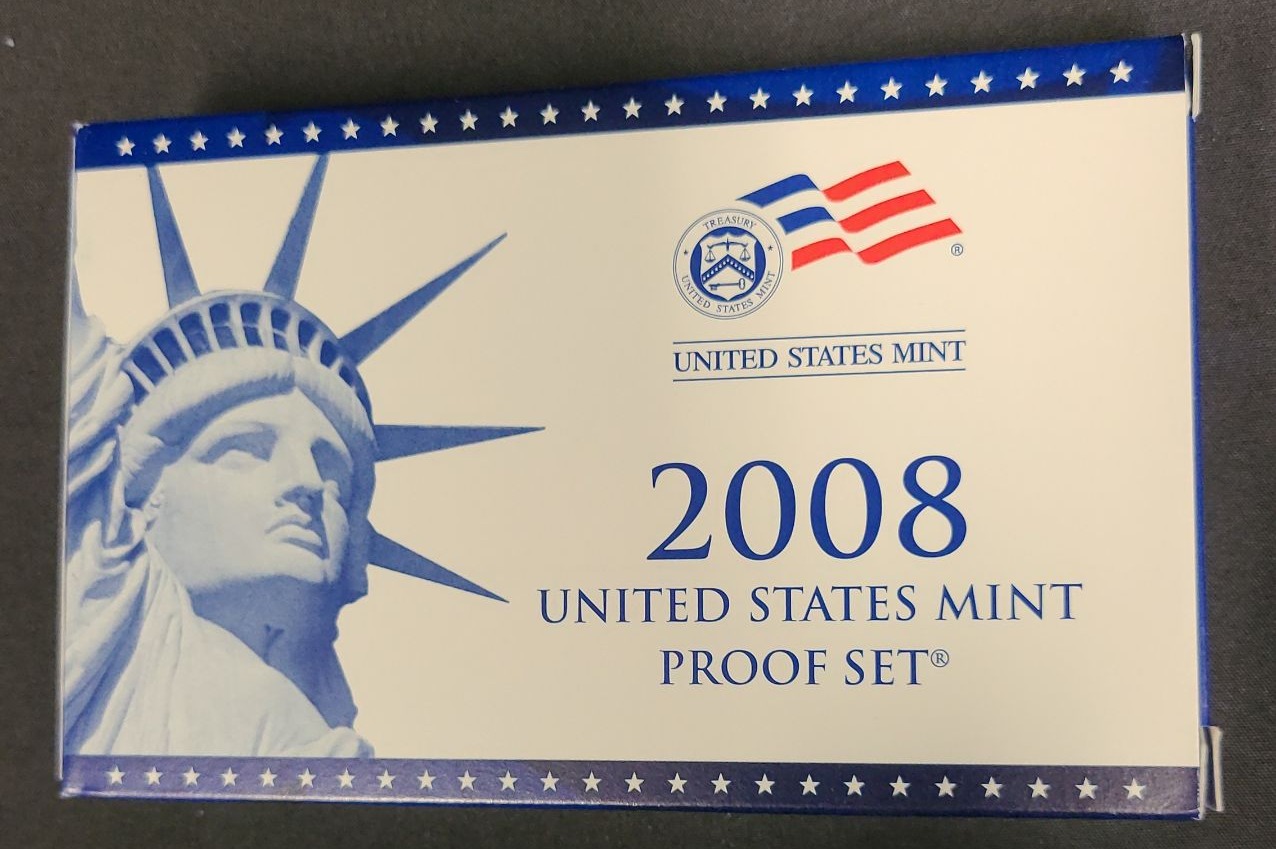 TREASURY
UNITED STATES MINT
®
UNITED STATES MINT
2008
UNITED STATES MINT
PROOF SET®